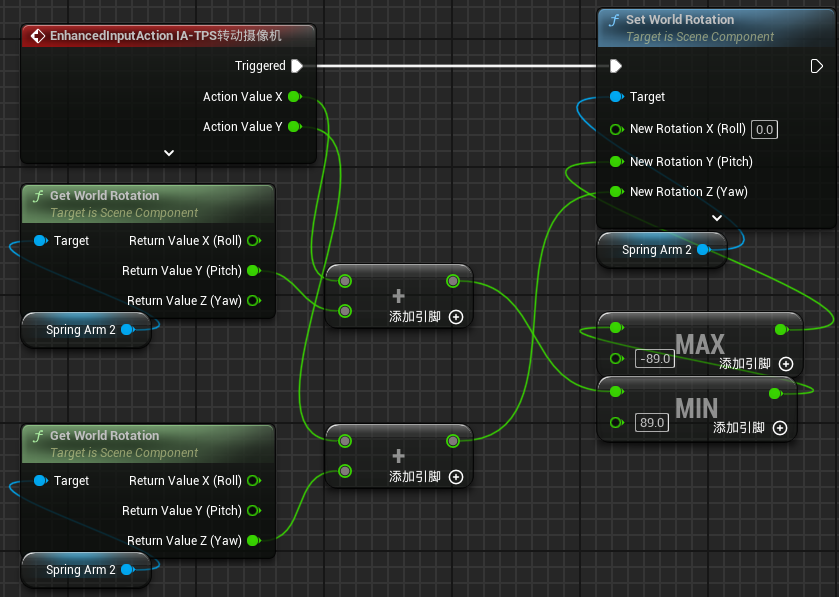 EnhancedInputAction IA-TPS转动摄像机
Triggered
Action Value X
Action Value Y
Set World Rotation
Target is Scene Component
Target
New Rotation X (Roll) 0.0
New Rotation Y (Pitch)
New Rotation Z (Yaw)
Spring Arm 2
Get World Rotation
Target is Scene Component
Target Return Value X (Roll)
Return Value Y (Pitch)
Return Value Z (Yaw)
Spring Arm 2
+
添加引脚
MAX
-89.0
添加引脚
MIN
89.0
添加引脚
Get World Rotation
Target is Scene Component
Target Return Value X (Roll)
Return Value Y (Pitch)
Return Value Z (Yaw)
Spring Arm 2
+
添加引脚